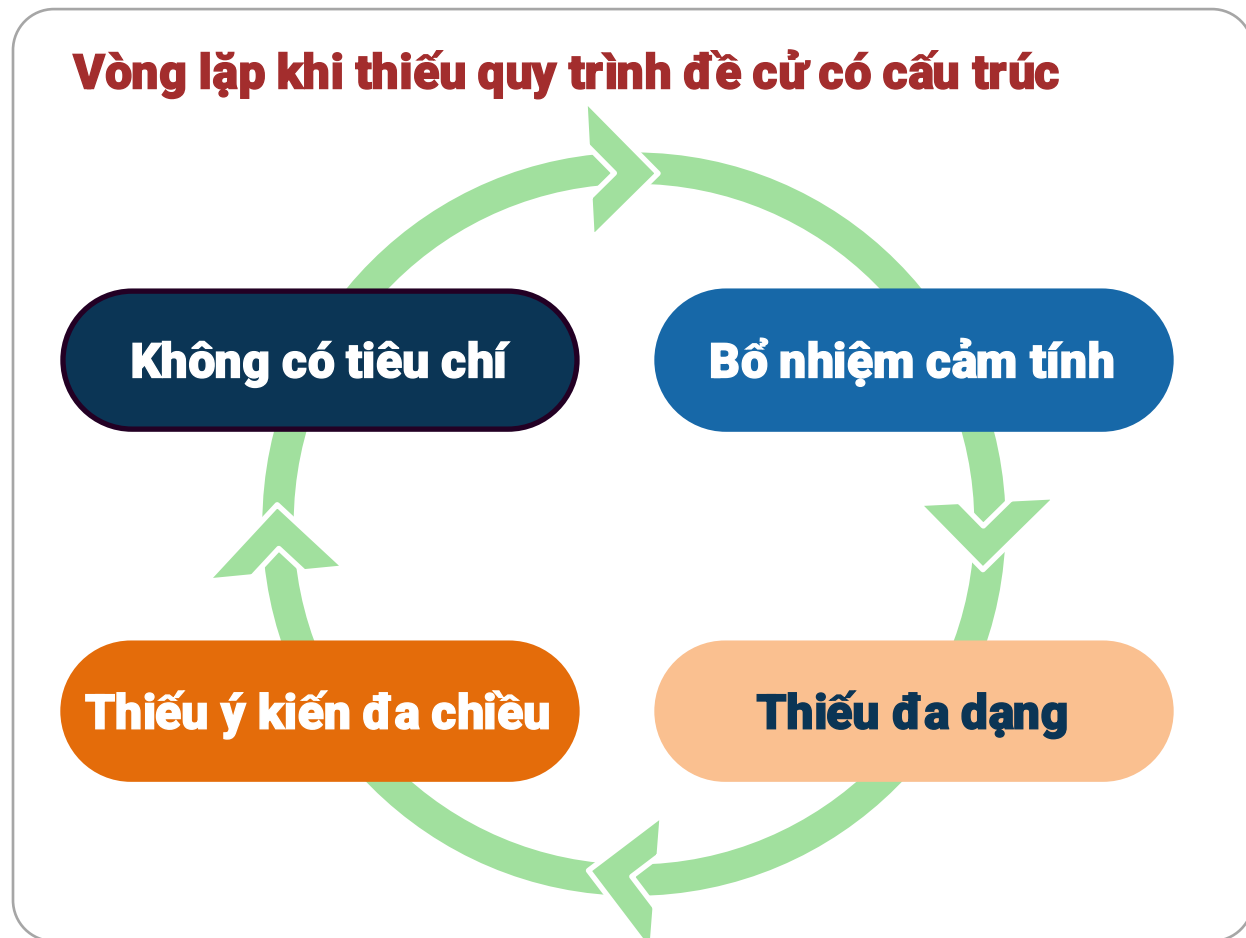 Vòng lặp khi thiếu quy trình đề cử có cấu trúc
Không có tiêu chí
Bổ nhiệm cảm tính
Thiếu ý kiến đa chiều
Thiếu đa dạng